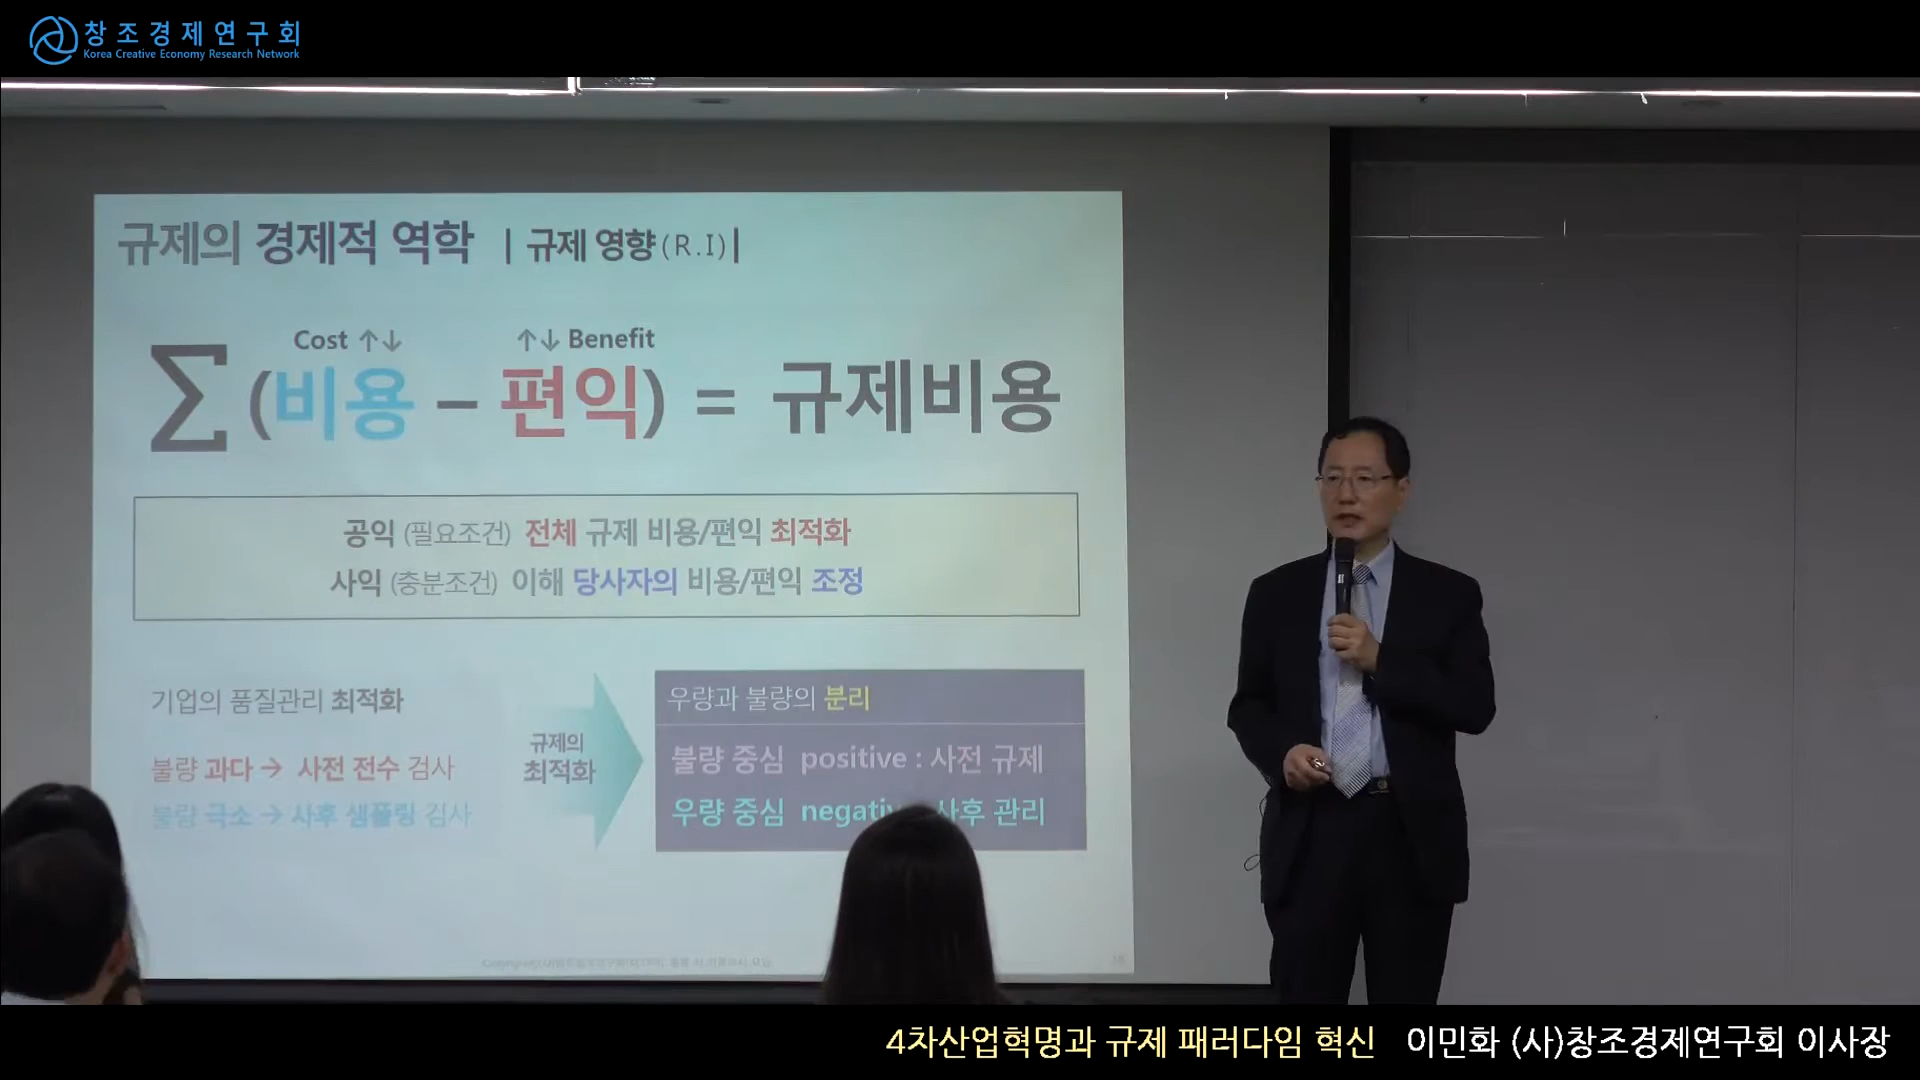 창조경제연구회
Korea Creative Economy Research Network
규제의 경제적 역학 | 규제 영향 (R.I) |
Cost ↑↓ ↑↓ Benefit
∑ (비용 – 편익) = 규제비용
공익 (필요조건) 전체 규제 비용/편익 최적화
사익 (충분조건) 이해 당사자의 비용/편익 조정
기업의 품질관리 최적화
불량 과다 → 사전 전수 검사
불량 극소 → 사후 샘플링 검사
규제의
최적화
우량과 불량의 분리
불량 중심 positive : 사전 규제
우량 중심 negativ 사후 관리
4차산업혁명과 규제 패러다임 혁신 이민화 (사)창조경제연구회 이사장